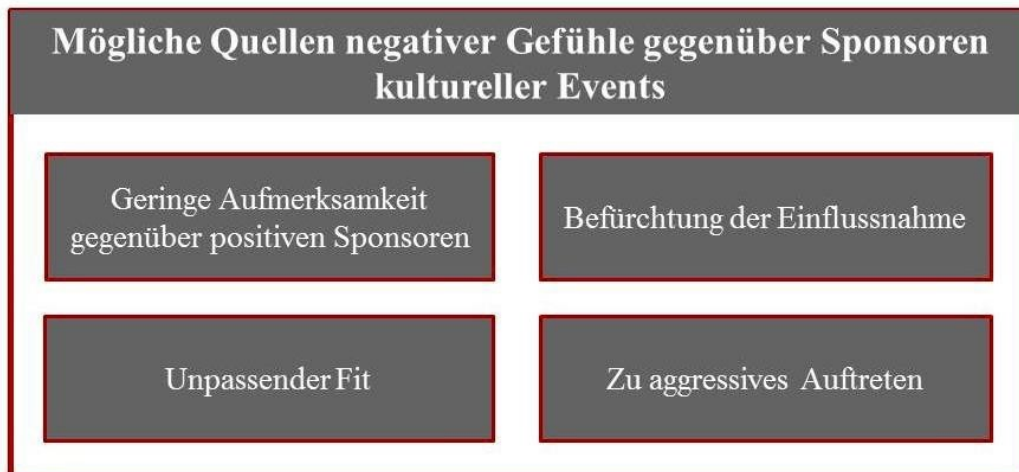 Mögliche Quellen negativer Gefühle gegenüber Sponsoren
kultureller Events
Geringe Aufmerksamkeit
gegenüber positiven Sponsoren
Befürchtung der Einflussnahme
Unpassender Fit
Zu aggressives Auftreten